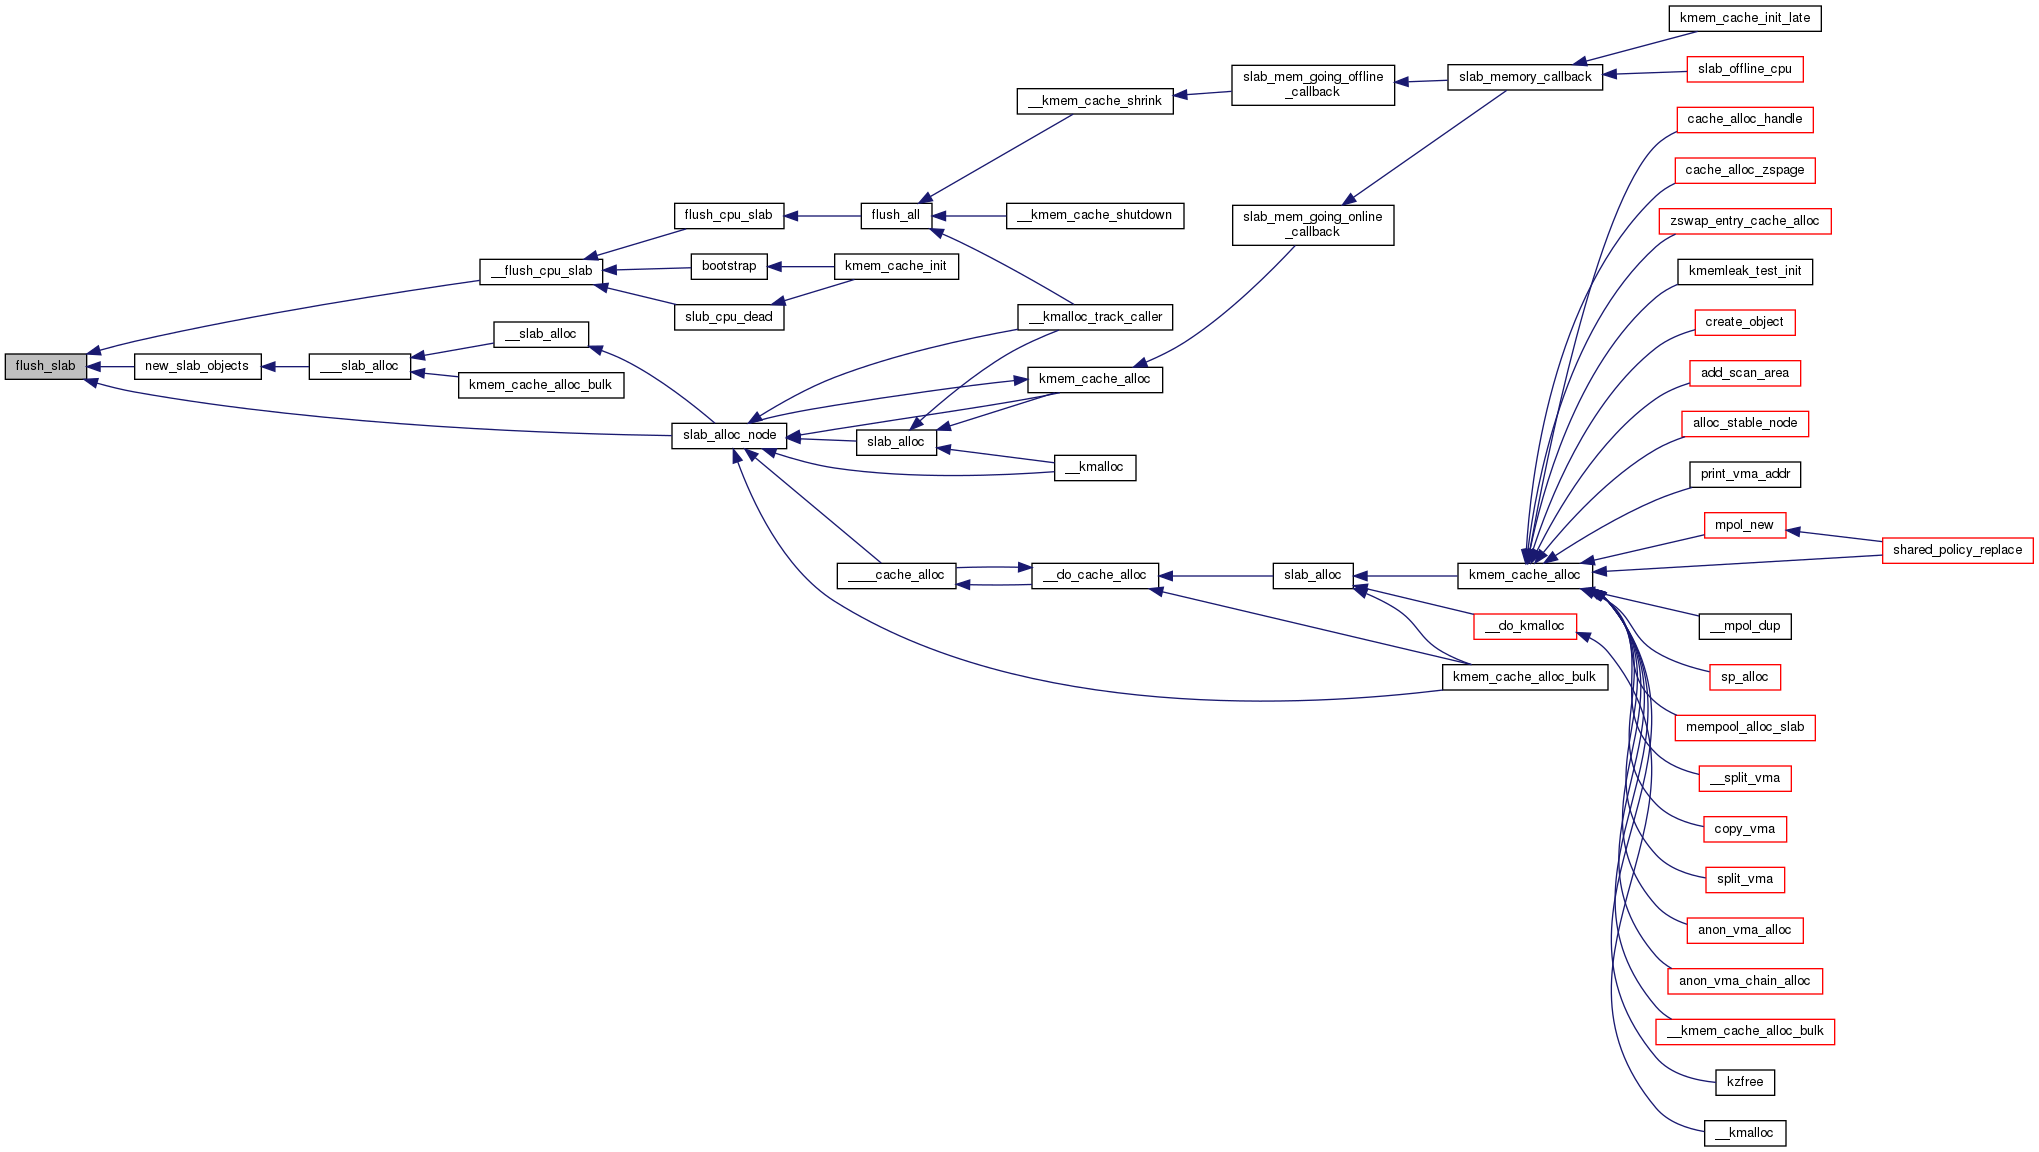 kmem_cache_init_late
slab_mem_going_offline
_callback
slab_memory_callback
slab_offline_cpu
__kmem_cache_shrink
cache_alloc_handle
cache_alloc_zspage
flush_cpu_slab
flush_all
__kmem_cache_shutdown
slab_mem_going_online
_callback
zswap_entry_cache_alloc
__flush_cpu_slab
bootstrap
kmem_cache_init
kmemleak_test_init
slub_cpu_dead
__kmalloc_track_caller
create_object
__slab_alloc
flush_slab
new_slab_objects
___slab_alloc
kmem_cache_alloc_bulk
kmem_cache_alloc
add_scan_area
slab_alloc_node
slab_alloc
alloc_stable_node
__kmalloc
print_vma_addr
mpol_new
shared_policy_replace
____cache_alloc
__do_cache_alloc
slab_alloc
kmem_cache_alloc
__do_kmalloc
__mpol_dup
kmem_cache_alloc_bulk
sp_alloc
mempool_alloc_slab
__split_vma
copy_vma
split_vma
anon_vma_alloc
anon_vma_chain_alloc
__kmem_cache_alloc_bulk
kzfree
__kmalloc